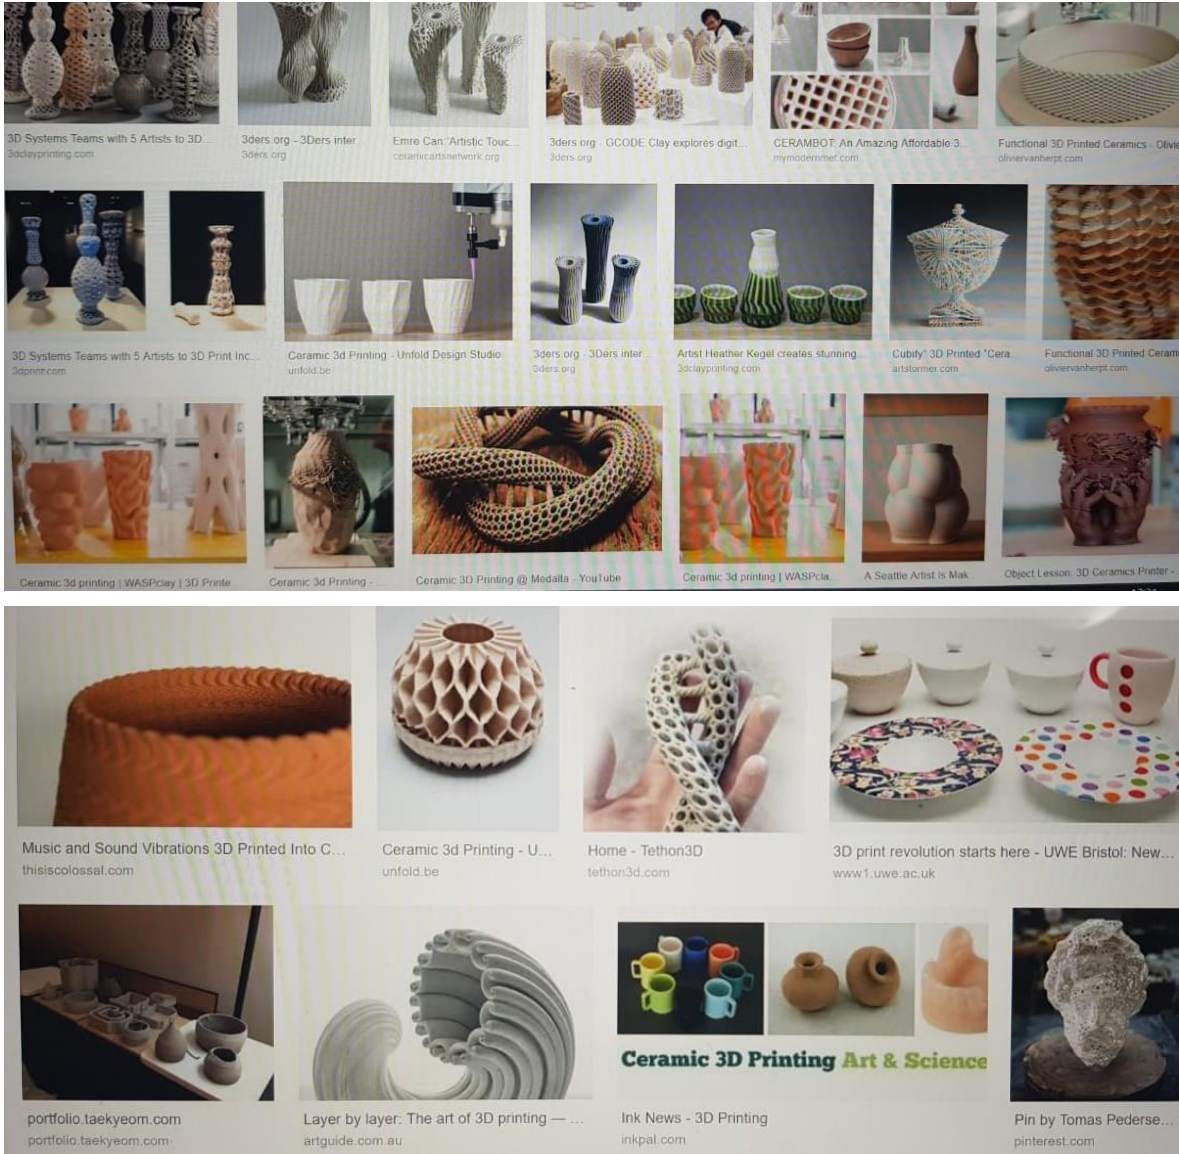 3D Systems Teams with 5 Artists to 3D...
3dclayprinting.com
3ders.org - 3Ders inter
3ders.org
Emre Can: "Artistic Touc...
ceramicartsnetwork.org
3ders.org - GCODE Clay explores digit...
3ders.org
CERAMBOT: An Amazing Affordable 3...
mymodernmet.com
Functional 3D Printed Ceramics - Olivie
oliviervanherpt.com
3D Systems Teams with 5 Artists to 3D Print Inc...
3dprint.com
Ceramic 3d Printing - Unfold Design Studio
unfold.be
3ders.org - 3Ders inter...
3ders.org
Artist Heather Kegel creates stunning
3dclayprinting.com
Cubify" 3D Printed "Cera...
artstormer.com
Functional 3D Printed Ceram
oliviervanherpt.com
Ceramic 3d printing | WASPclay | 3D Printe...
Ceramic 3d Printing - ...
Ceramic 3D Printing @ Medalta - YouTube
Ceramic 3d printing | WASPcla...
A Seattle Artist Is Mak...
Object Lesson: 3D Ceramics Printer - ...
Music and Sound Vibrations 3D Printed Into C...
thisiscolossal.com
Ceramic 3d Printing - U...
unfold.be
Home - Tethon3D
tethon3d.com
3D print revolution starts here - UWE Bristol: New...
www1.uwe.ac.uk
Ceramic 3D Printing Art & Science
portfolio.taekyeom.com
portfolio.taekyeom.com
Layer by layer: The art of 3D printing — ...
artguide.com.au
Ink News - 3D Printing
inkpal.com
Pin by Tomas Pederse...
pinterest.com